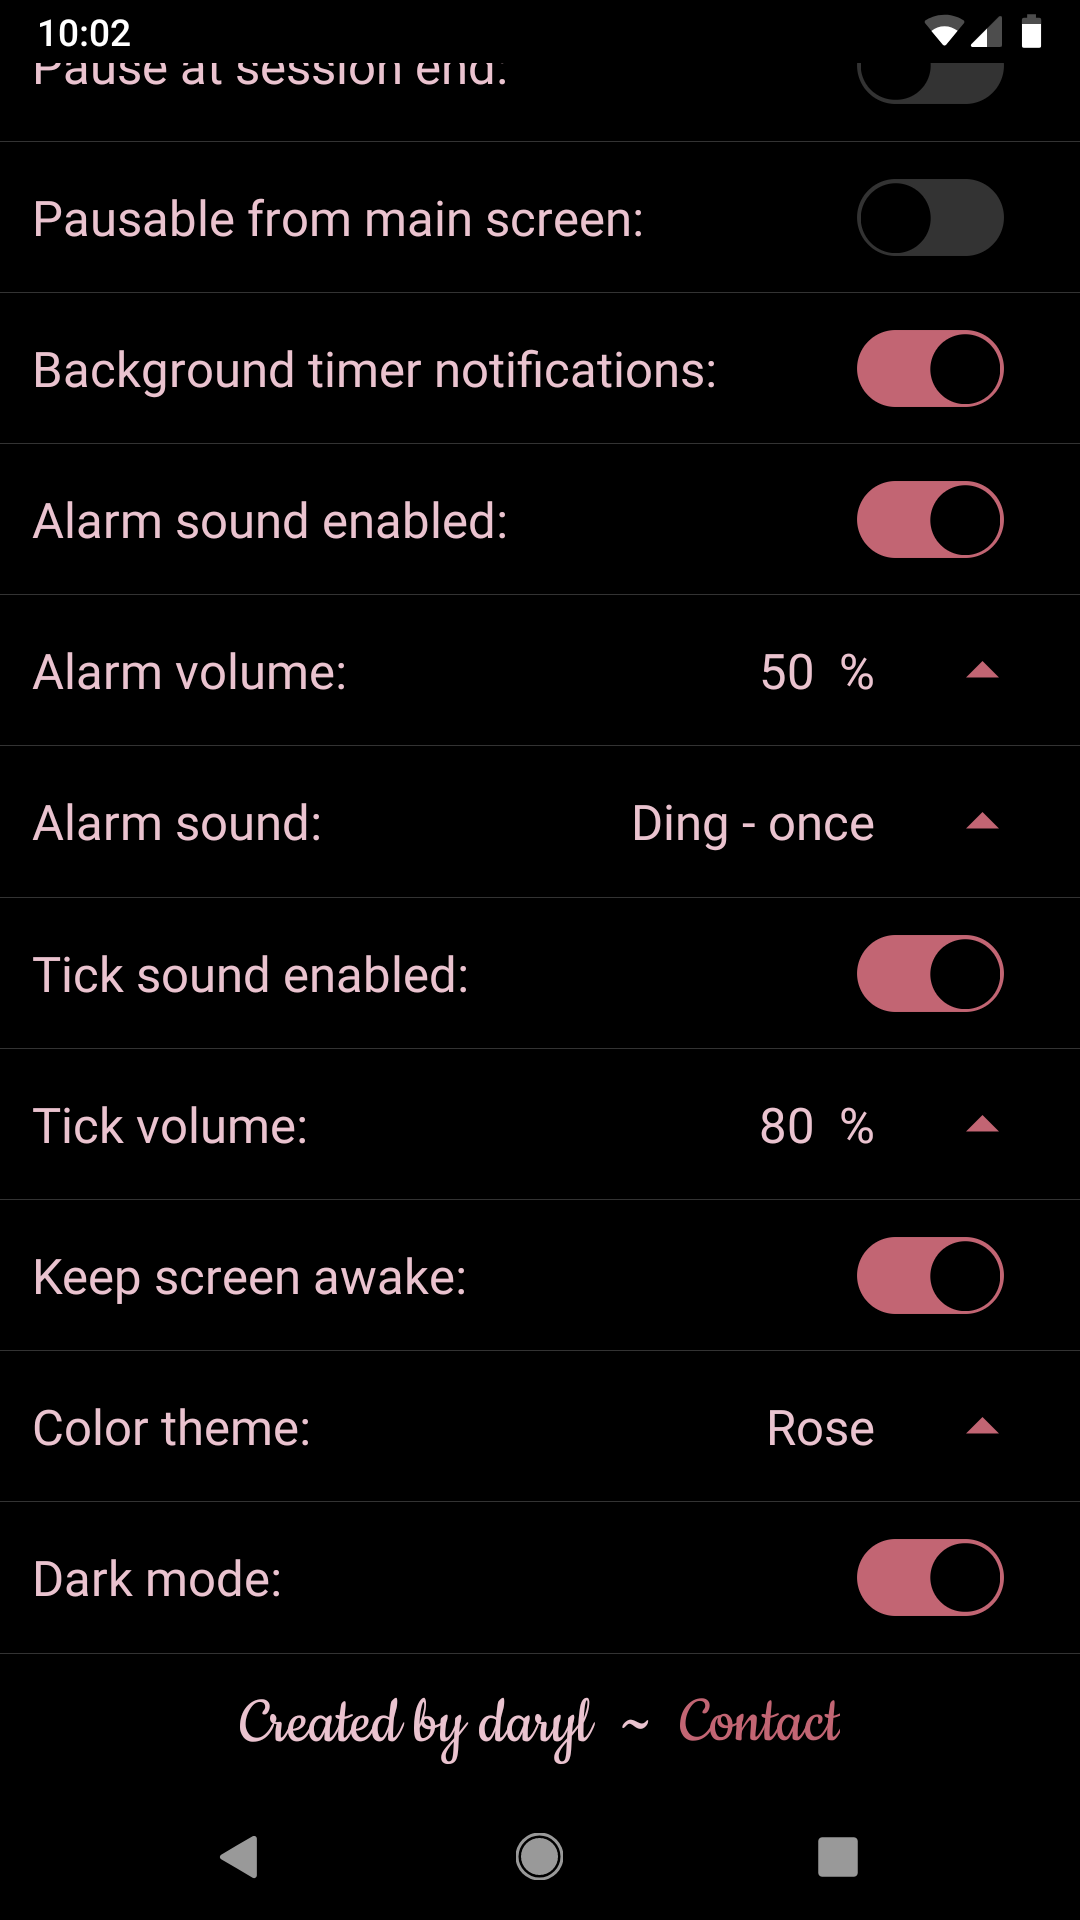 10:02
Pause at session end:
Pausable from main screen:
Background timer notifications:
Alarm sound enabled:
Alarm volume: 50 %
Alarm sound: Ding - once
Tick sound enabled:
Tick volume: 80 %
Keep screen awake:
Color theme: Rose
Dark mode:
Created by daryl ~ Contact